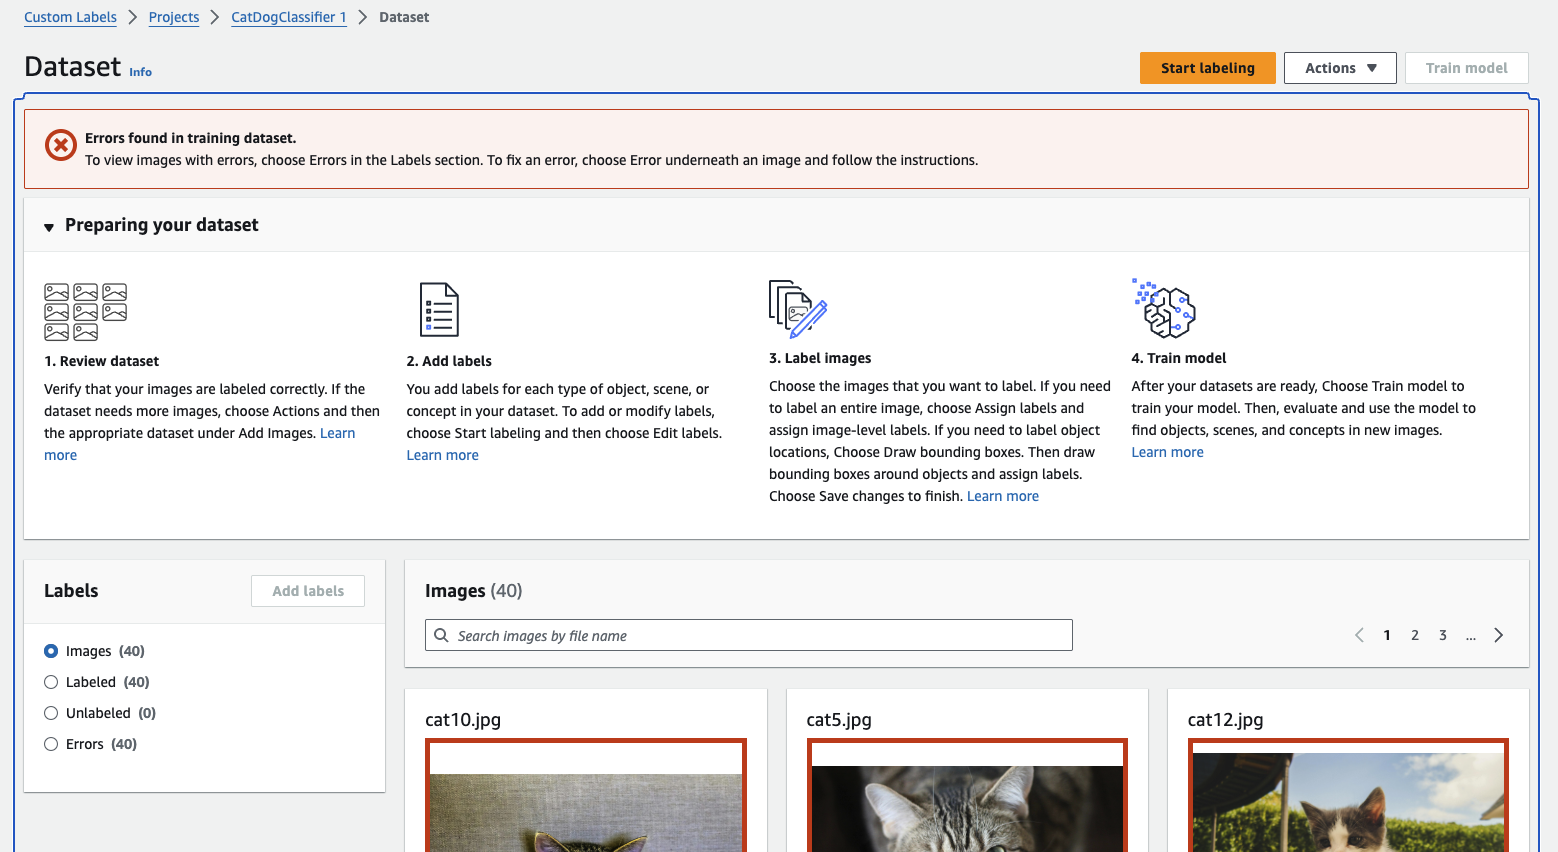 Custom Labels > Projects > CatDogClassifier 1 > Dataset
Dataset Info
Start labeling
Actions ▼
Train model
Errors found in training dataset.
To view images with errors, choose Errors in the Labels section. To fix an error, choose Error underneath an image and follow the instructions.
▼ Preparing your dataset
1. Review dataset
Verify that your images are labeled correctly. If the
dataset needs more images, choose Actions and then
the appropriate dataset under Add Images. Learn
more
2. Add labels
You add labels for each type of object, scene, or
concept in your dataset. To add or modify labels,
choose Start labeling and then choose Edit labels.
Learn more
3. Label images
Choose the images that you want to label. If you need
to label an entire image, choose Assign labels and
assign image-level labels. If you need to label object
locations, Choose Draw bounding boxes. Then draw
bounding boxes around objects and assign labels.
Choose Save changes to finish. Learn more
4. Train model
After your datasets are ready, Choose Train model to
train your model. Then, evaluate and use the model to
find objects, scenes, and concepts in new images.
Learn more
Labels
Add labels
Images (40)
Labeled (40)
Unlabeled (0)
Errors (40)
Images (40)
Search images by file name
< 1 2 3 ... >
cat10.jpg
cat5.jpg
cat12.jpg